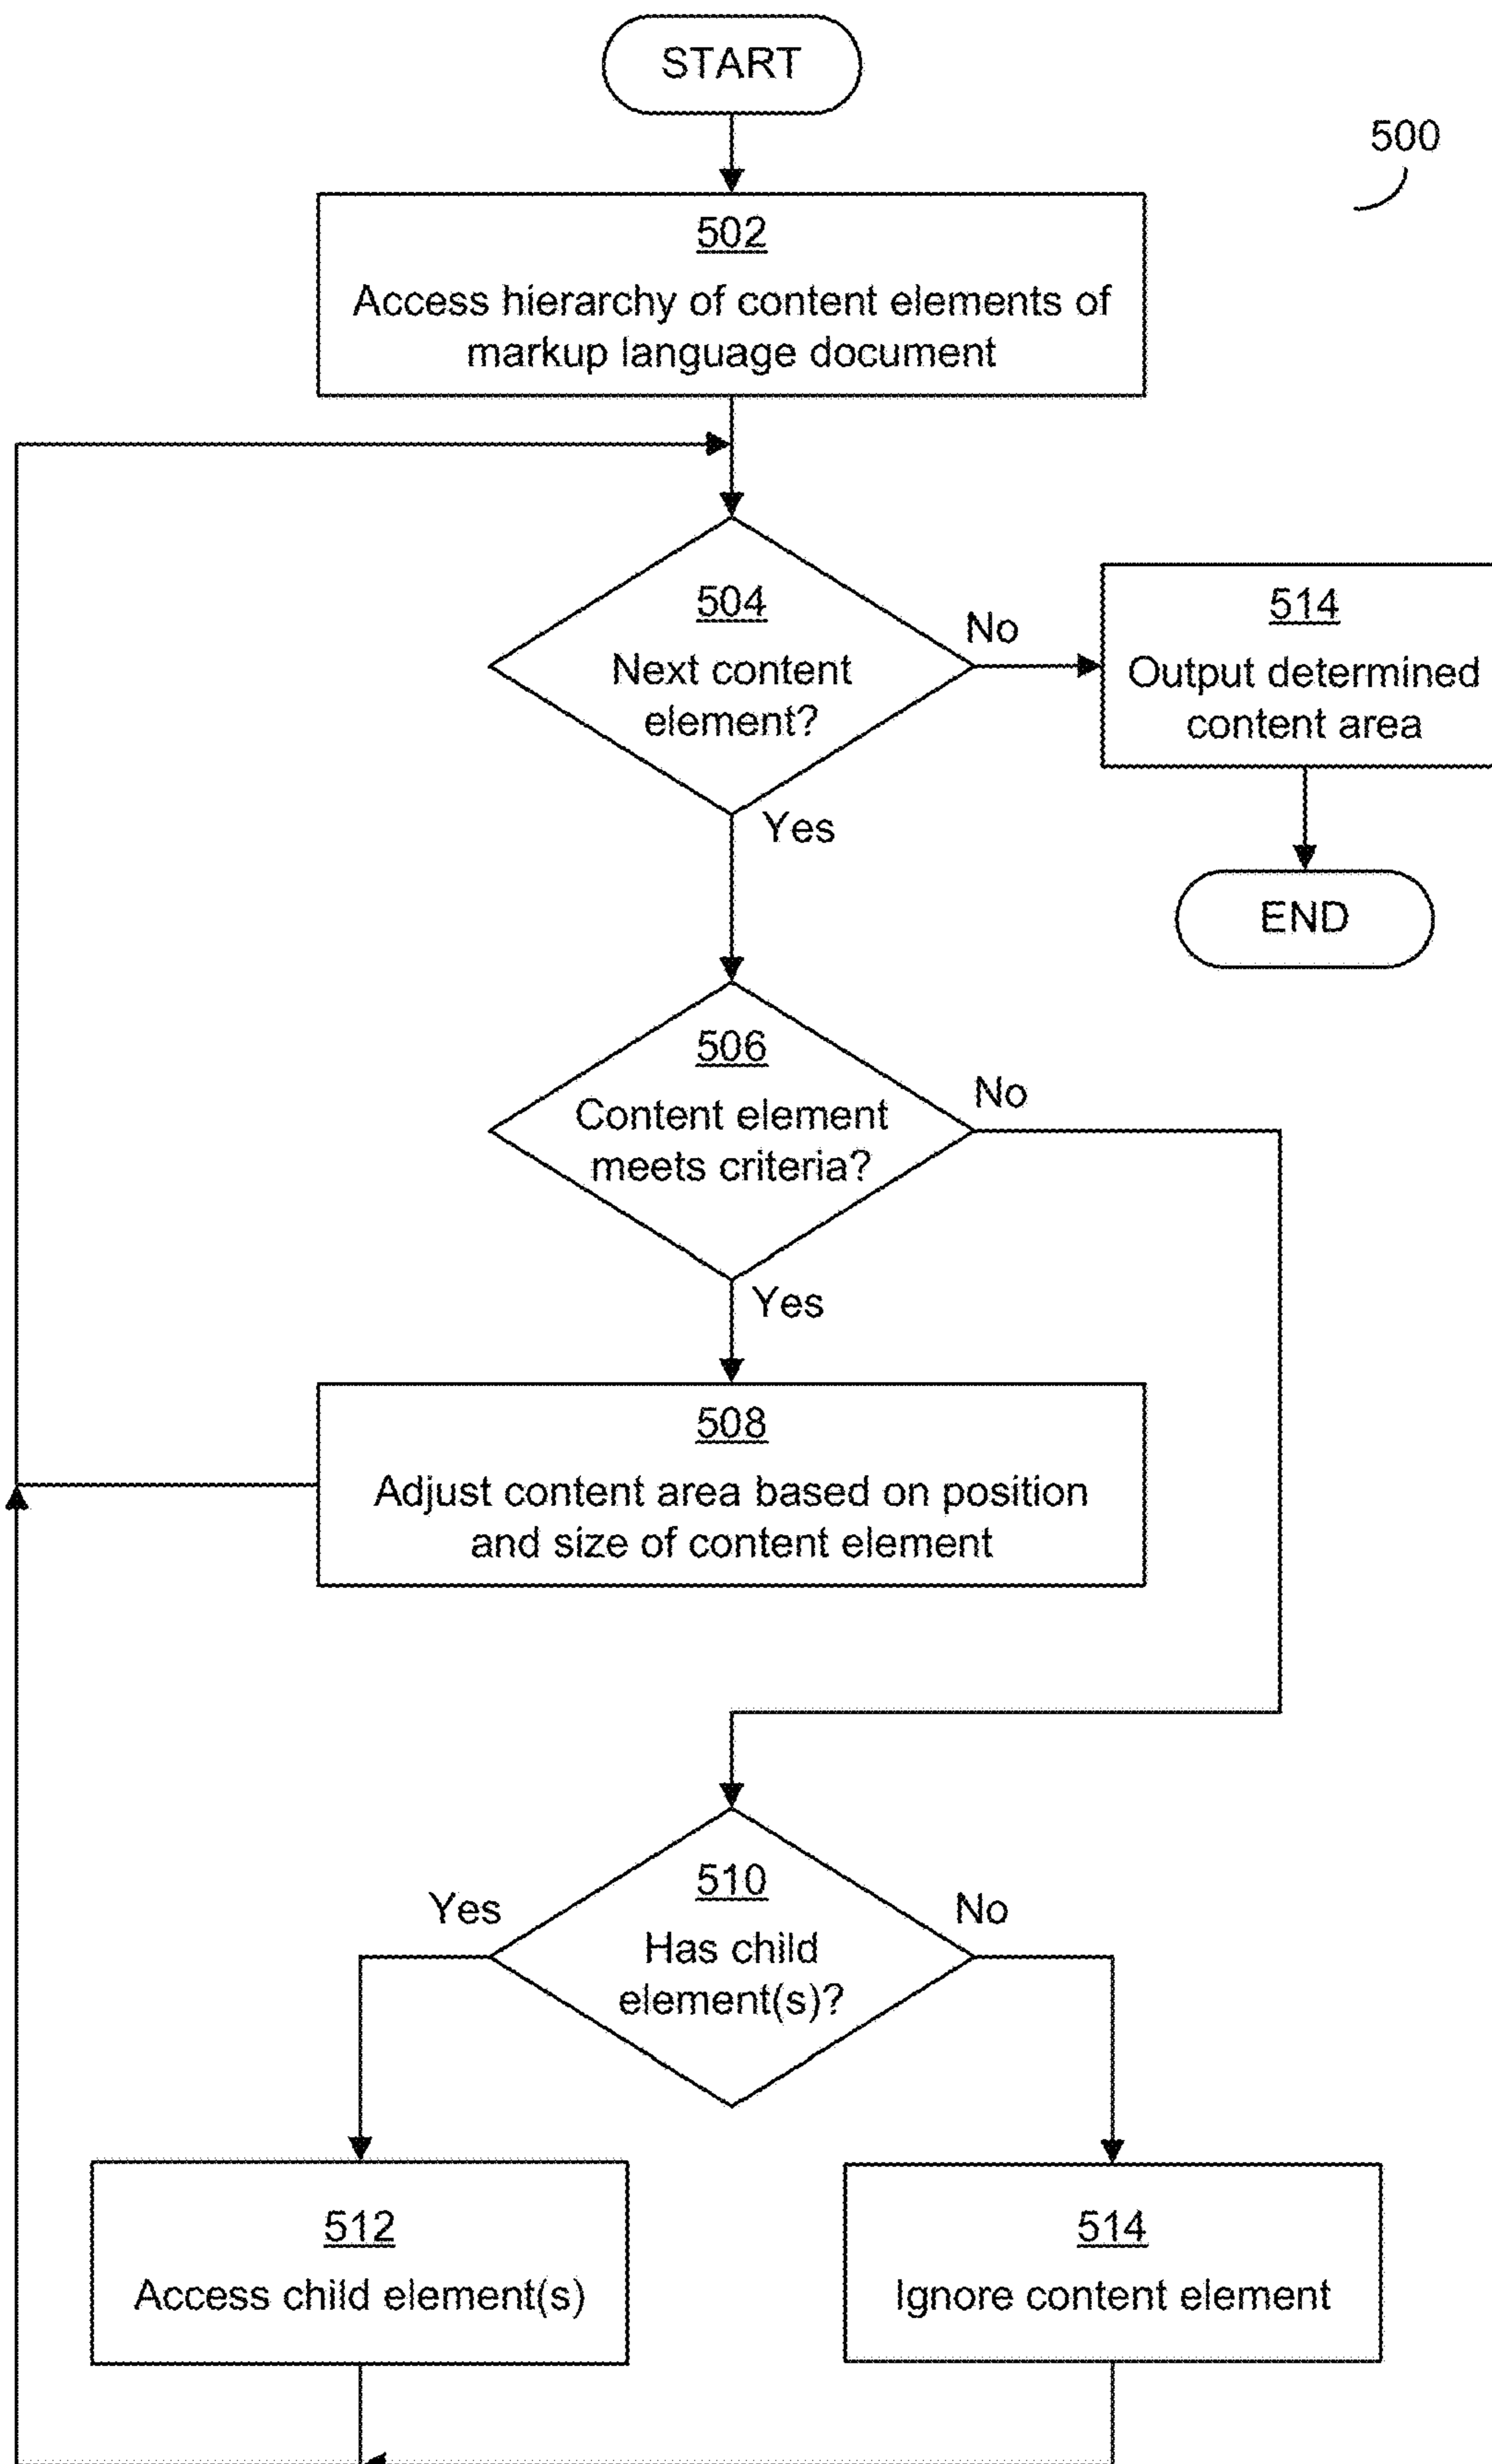 START
500
502
Access hierarchy of content elements of
markup language document
504
Next content
element?
No
514
Output determined
content area
Yes
END
506
Content element
meets criteria?
No
Yes
508
Adjust content area based on position
and size of content element
510
Has child
element(s)?
Yes
No
512
Access child element(s)
514
Ignore content element